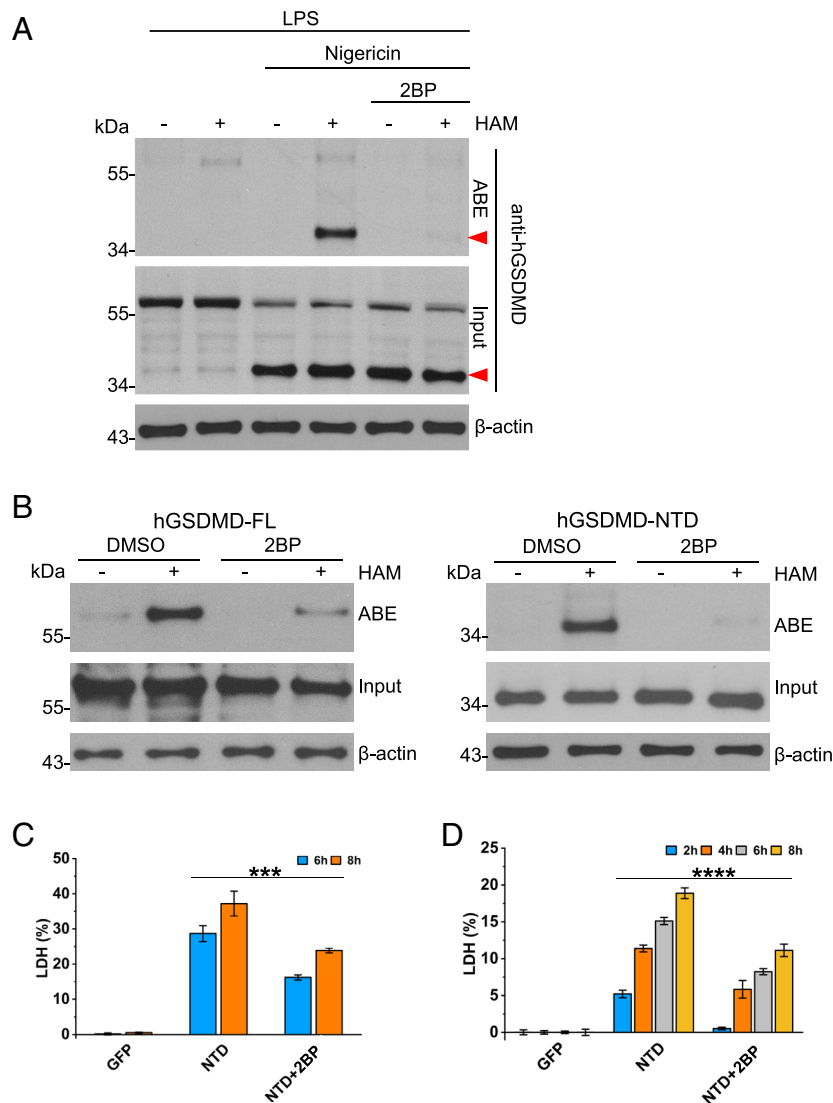 A
LPS
Nigericin
2BP
kDa - + - + - + HAM
55-
34-
ABE
55-
34-
Input
anti-hGSDMD
43-
β-actin
B
hGSDMD-FL
DMSO 2BP
kDa - + - + HAM
55-
ABE
55-
Input
43-
β-actin
hGSDMD-NTD
DMSO 2BP
kDa - + - + HAM
34-
ABE
34-
Input
43-
β-actin
C
6h 8h
***
LDH (%)
50
40
30
20
10
0
GFP NTD NTD+2BP
D
2h 4h 6h 8h
****
LDH (%)
25
20
15
10
5
0
GFP NTD NTD+2BP